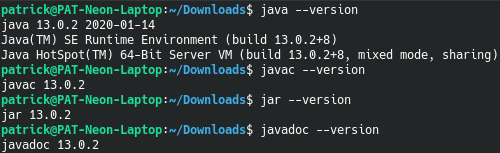 patrick@PAT-Neon-Laptop:~/Downloads$ java --version
java 13.0.2 2020-01-14
Java(TM) SE Runtime Environment (build 13.0.2+8)
Java HotSpot(TM) 64-Bit Server VM (build 13.0.2+8, mixed mode, sharing)
patrick@PAT-Neon-Laptop:~/Downloads$ javac --version
javac 13.0.2
patrick@PAT-Neon-Laptop:~/Downloads$ jar --version
jar 13.0.2
patrick@PAT-Neon-Laptop:~/Downloads$ javadoc --version
javadoc 13.0.2